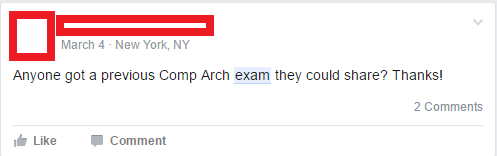 March 4 · New York, NY
Anyone got a previous Comp Arch exam they could share? Thanks!
2 Comments
Like Comment